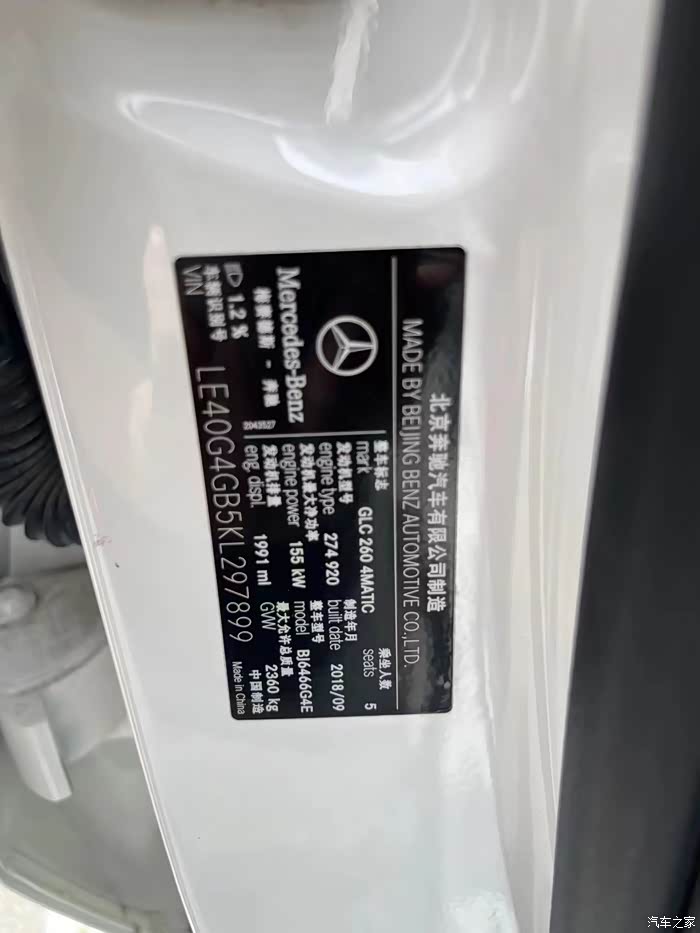 北京奔驰汽车有限公司制造
MADE BY BEIJING BENZ AUTOMOTIVE CO.,LTD.
整车标志 mark GLC 260 4MATIC 乘坐人数 seats 5
发动机型号 engine type 274 920 制造年月 built date 2018/09
发动机最大净功率 engine power 155 kW 整车型号 model BJ6466G4E
发动机排量 eng. displ. 1991 ml 最大允许总质量 GVW 2360 kg
Mercedes-Benz
梅赛德斯-奔驰
2043527
1.2%
车辆识别号
VIN LE40G4GB5KL297899
中国制造
Made in China
汽车之家